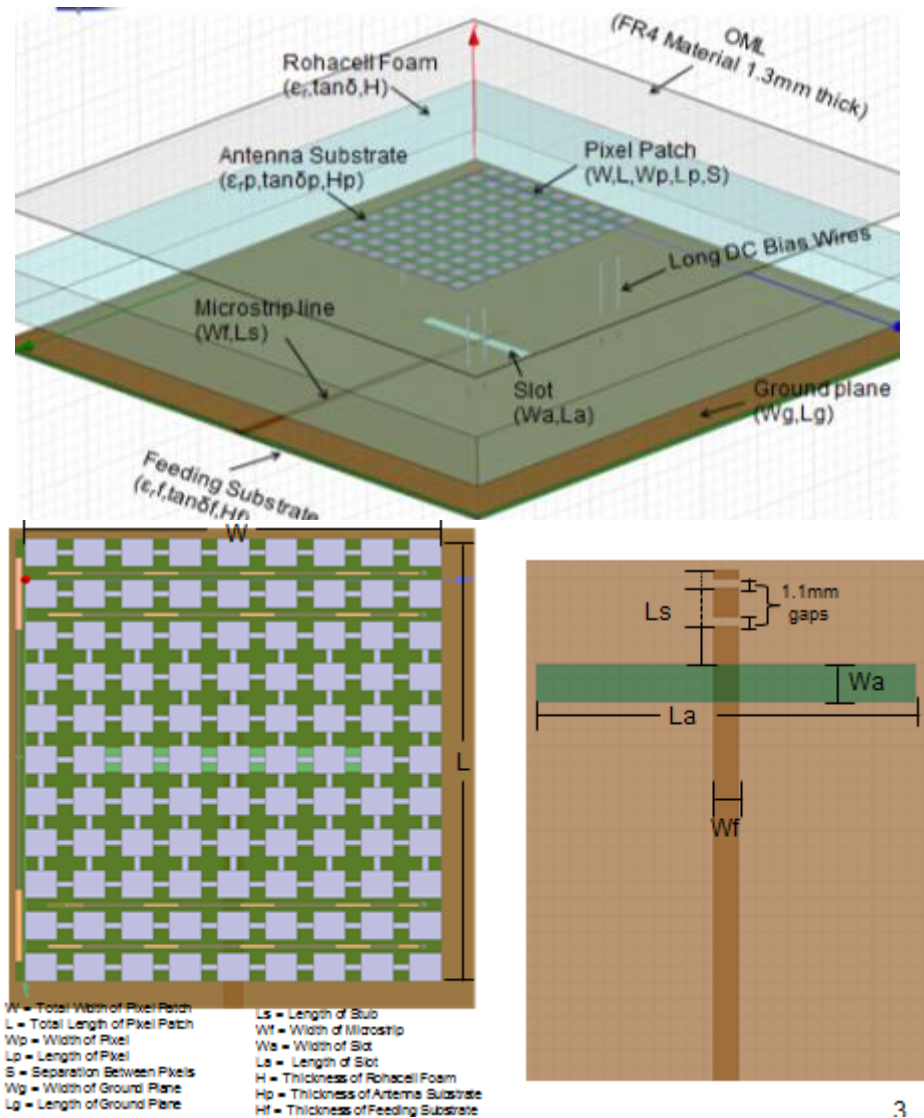 OML
(FR4 Material 1.3mm thick)
Rohacell Foam
(εr,tanδ,H)
Antenna Substrate
(εrp,tanδp,Hp)
Pixel Patch
(W,L,Wp,Lp,S)
Long DC Bias Wires
Microstrip line
(Wf,Ls)
Slot
(Wa,La)
Ground plane
(Wg,Lg)
Feeding Substrate
(εrf,tanδf,Hf)
W
L
Ls
1.1mm
gaps
Wa
La
Wf
W = Total Width of Pixel Patch
L = Total Length of Pixel Patch
Wp = Width of Pixel
Lp = Length of Pixel
S = Separation Between Pixels
Wg = Width of Ground Plane
Lg = Length of Ground Plane
Ls = Length of Stub
Wf = Width of Microstrip
Wa = Width of Slot
La = Length of Slot
H = Thickness of Rohacell Foam
Hp = Thickness of Antenna Substrate
Hf = Thickness of Feeding Substrate
3